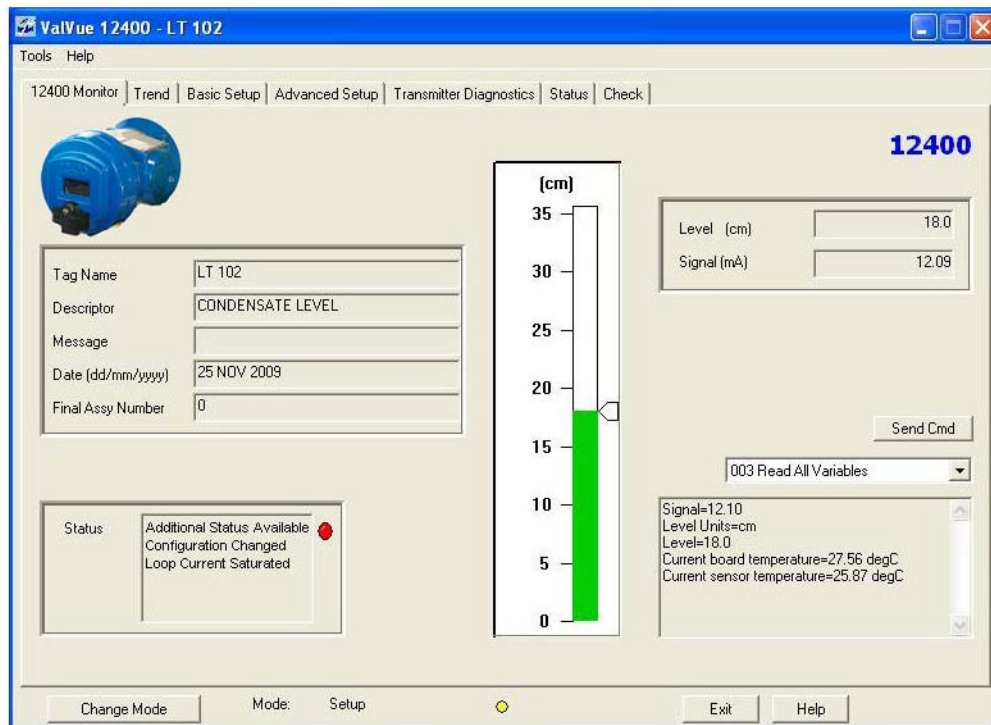 ValVue 12400 - LT 102
Tools Help
12400 Monitor Trend Basic Setup Advanced Setup Transmitter Diagnostics Status Check
12400
Tag Name LT 102
Descriptor CONDENSATE LEVEL
Message
Date (dd/mm/yyyy) 25 NOV 2009
Final Assy Number 0
Status Additional Status Available
Configuration Changed
Loop Current Saturated
(cm)
35
30
25
20
15
10
5
0
Level (cm) 18.0
Signal (mA) 12.09
Send Cmd
003 Read All Variables
Signal=12.10
Level Units=cm
Level=18.0
Current board temperature=27.56 degC
Current sensor temperature=25.87 degC
Change Mode Mode: Setup Exit Help